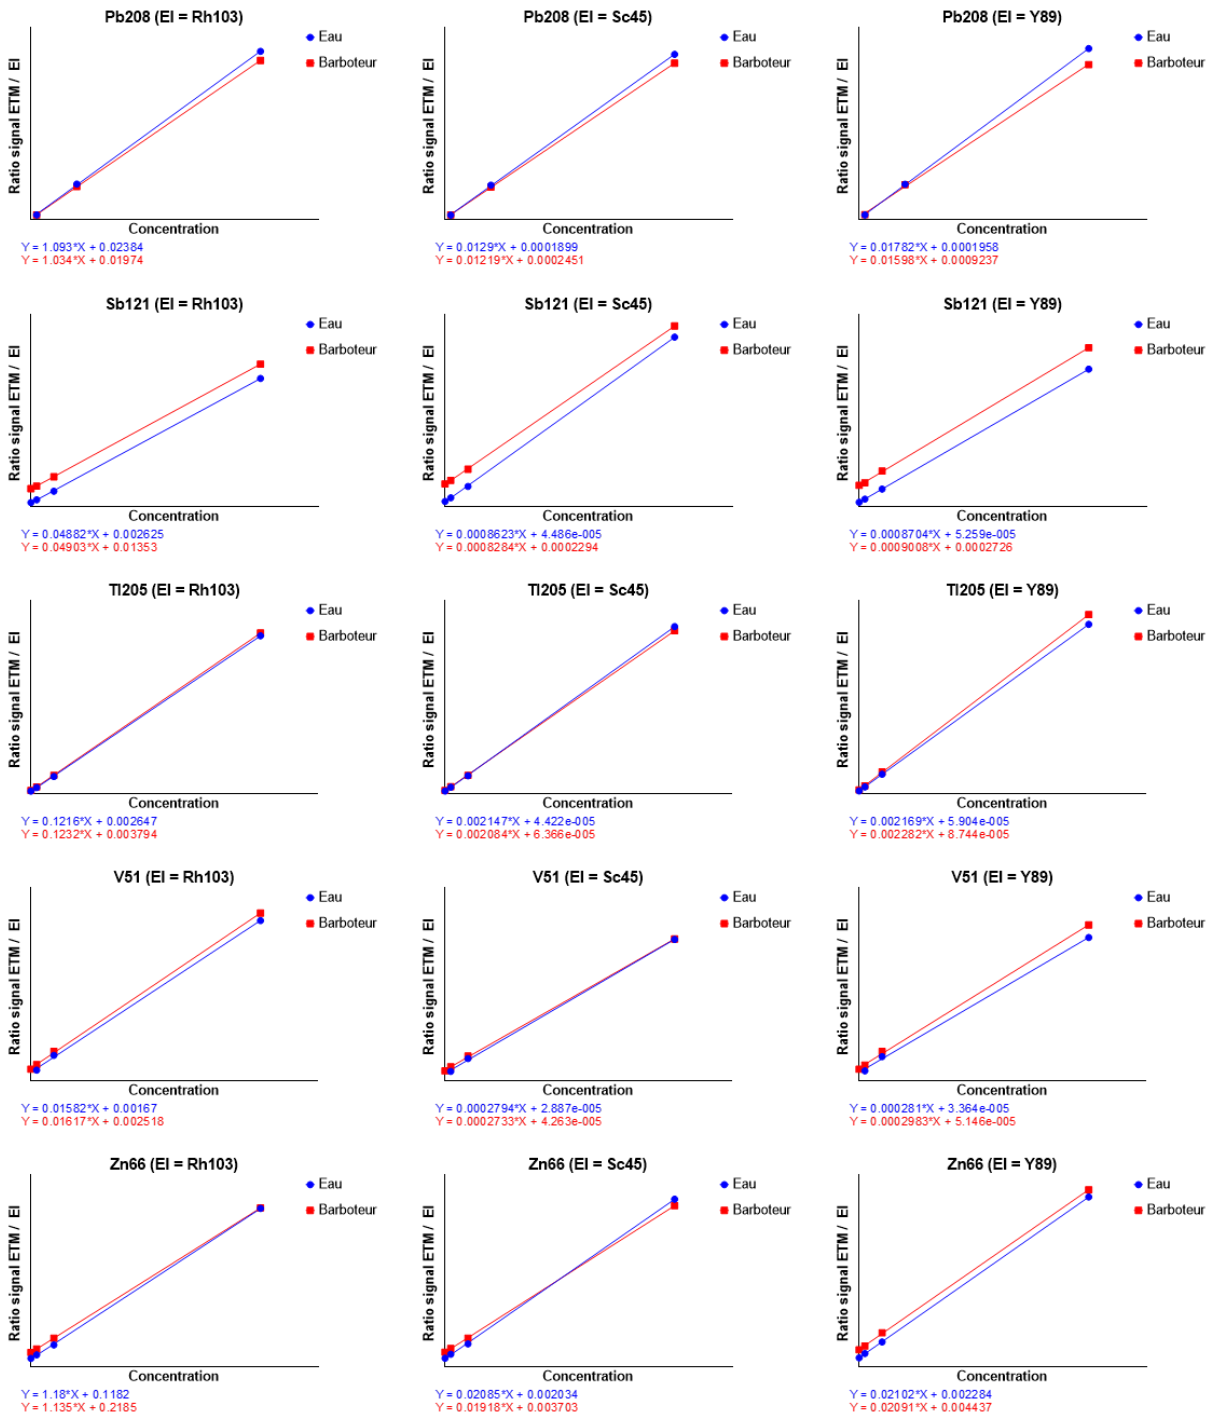 Pb208 (EI = Rh103)
Eau
Barboteur
Ratio signal ETM / EI
Concentration
Y = 1.093*X + 0.02384
Y = 1.034*X + 0.01974
Pb208 (EI = Sc45)
Eau
Barboteur
Ratio signal ETM / EI
Concentration
Y = 0.0129*X + 0.0001899
Y = 0.01219*X + 0.0002451
Pb208 (EI = Y89)
Eau
Barboteur
Ratio signal ETM / EI
Concentration
Y = 0.01782*X + 0.0001958
Y = 0.01598*X + 0.0009237
Sb121 (EI = Rh103)
Eau
Barboteur
Ratio signal ETM / EI
Concentration
Y = 0.04882*X + 0.002625
Y = 0.04903*X + 0.01353
Sb121 (EI = Sc45)
Eau
Barboteur
Ratio signal ETM / EI
Concentration
Y = 0.0008623*X + 4.486e-005
Y = 0.0008284*X + 0.0002294
Sb121 (EI = Y89)
Eau
Barboteur
Ratio signal ETM / EI
Concentration
Y = 0.0008704*X + 5.259e-005
Y = 0.0009008*X + 0.0002726
Tl205 (EI = Rh103)
Eau
Barboteur
Ratio signal ETM / EI
Concentration
Y = 0.1216*X + 0.002647
Y = 0.1232*X + 0.003794
Tl205 (EI = Sc45)
Eau
Barboteur
Ratio signal ETM / EI
Concentration
Y = 0.002147*X + 4.422e-005
Y = 0.002084*X + 6.366e-005
Tl205 (EI = Y89)
Eau
Barboteur
Ratio signal ETM / EI
Concentration
Y = 0.002169*X + 5.904e-005
Y = 0.002282*X + 8.744e-005
V51 (EI = Rh103)
Eau
Barboteur
Ratio signal ETM / EI
Concentration
Y = 0.01582*X + 0.00167
Y = 0.01617*X + 0.002518
V51 (EI = Sc45)
Eau
Barboteur
Ratio signal ETM / EI
Concentration
Y = 0.0002794*X + 2.887e-005
Y = 0.0002733*X + 4.263e-005
V51 (EI = Y89)
Eau
Barboteur
Ratio signal ETM / EI
Concentration
Y = 0.000281*X + 3.364e-005
Y = 0.0002983*X + 5.146e-005
Zn66 (EI = Rh103)
Eau
Barboteur
Ratio signal ETM / EI
Concentration
Y = 1.18*X + 0.1182
Y = 1.135*X + 0.2185
Zn66 (EI = Sc45)
Eau
Barboteur
Ratio signal ETM / EI
Concentration
Y = 0.02085*X + 0.002034
Y = 0.01918*X + 0.003703
Zn66 (EI = Y89)
Eau
Barboteur
Ratio signal ETM / EI
Concentration
Y = 0.02102*X + 0.002284
Y = 0.02091*X + 0.004437